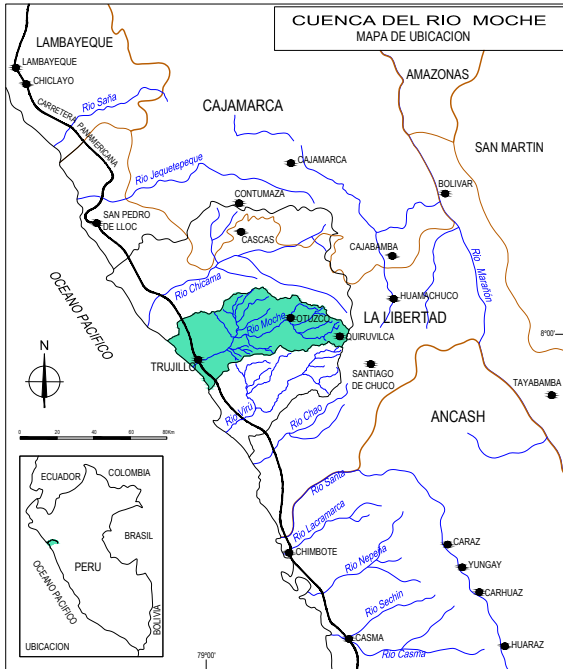 CUENCA DEL RIO MOCHE
MAPA DE UBICACION
LAMBAYEQUE
LAMBAYEQUE
CHICLAYO
CARRETERA PANAMERICANA
Rio Saña
CAJAMARCA
AMAZONAS
SAN MARTIN
CAJAMARCA
Rio Jequetepeque
BOLIVAR
CONTUMAZA
SAN PEDRO
DE LLOC
CASCAS
CAJABAMBA
Rio Marañón
OCEANO PACIFICO
Rio Chicama
HUAMACHUCO
LA LIBERTAD
Rio Moche
OTUZCO
QUIRUVILCA
8°00'
N
TRUJILLO
SANTIAGO
DE CHUCO
TAYABAMBA
Rio Virú
Rio Chao
ANCASH
0 20 40 60 80Km
ECUADOR
COLOMBIA
BRASIL
PERU
OCEANO PACIFICO
BOLIVIA
UBICACION
Rio Santa
Rio Lacramarca
CHIMBOTE
Rio Nepeña
CARAZ
YUNGAY
CARHUAZ
Rio Sechin
CASMA
Rio Casma
HUARAZ
79°00'